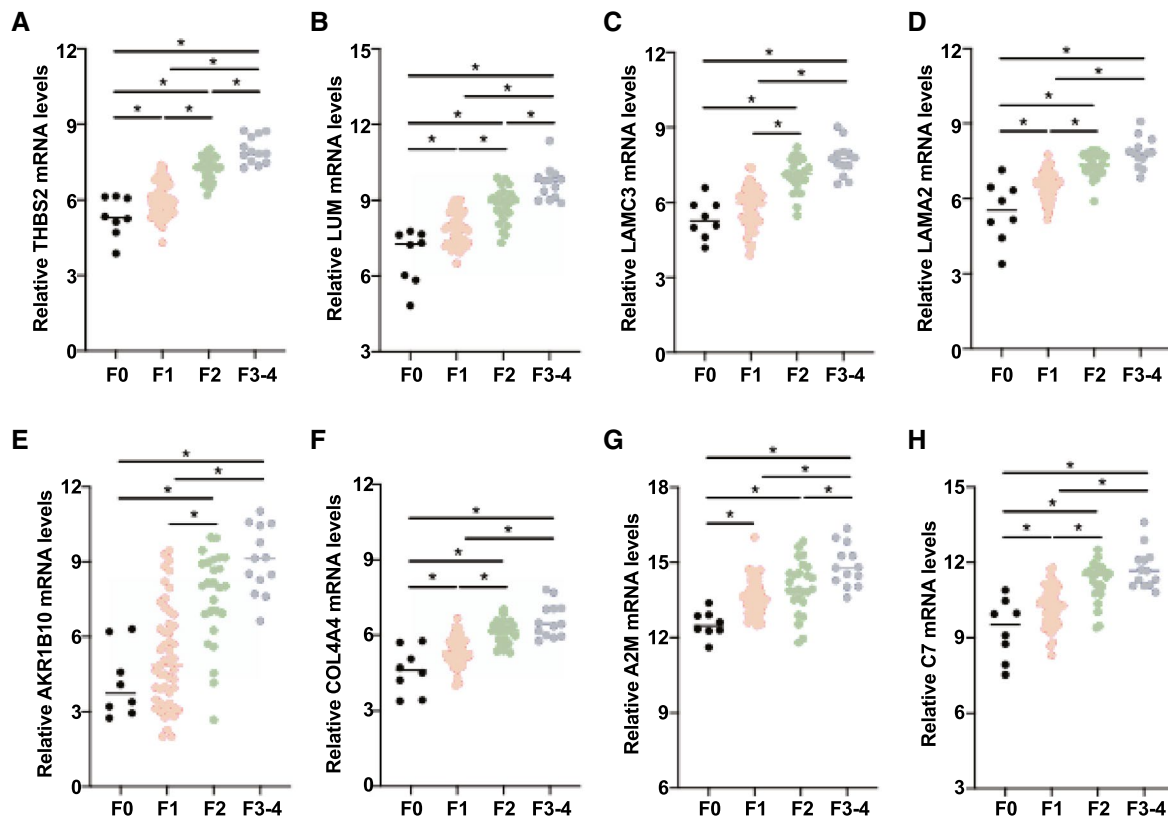 A
Relative THBS2 mRNA levels
12
9
6
3
0
* * * * * *
F0 F1 F2 F3-4
B
Relative LUM mRNA levels
15
12
9
6
3
* * * * * *
F0 F1 F2 F3-4
C
Relative LAMC3 mRNA levels
12
9
6
3
0
* * * *
F0 F1 F2 F3-4
D
Relative LAMA2 mRNA levels
12
9
6
3
0
* * * * *
F0 F1 F2 F3-4
E
Relative AKR1B10 mRNA levels
12
9
6
3
0
* * * *
F0 F1 F2 F3-4
F
Relative COL4A4 mRNA levels
12
9
6
3
0
* * * * *
F0 F1 F2 F3-4
G
Relative A2M mRNA levels
18
15
12
9
6
* * * * *
F0 F1 F2 F3-4
H
Relative C7 mRNA levels
15
12
9
6
3
* * * * *
F0 F1 F2 F3-4